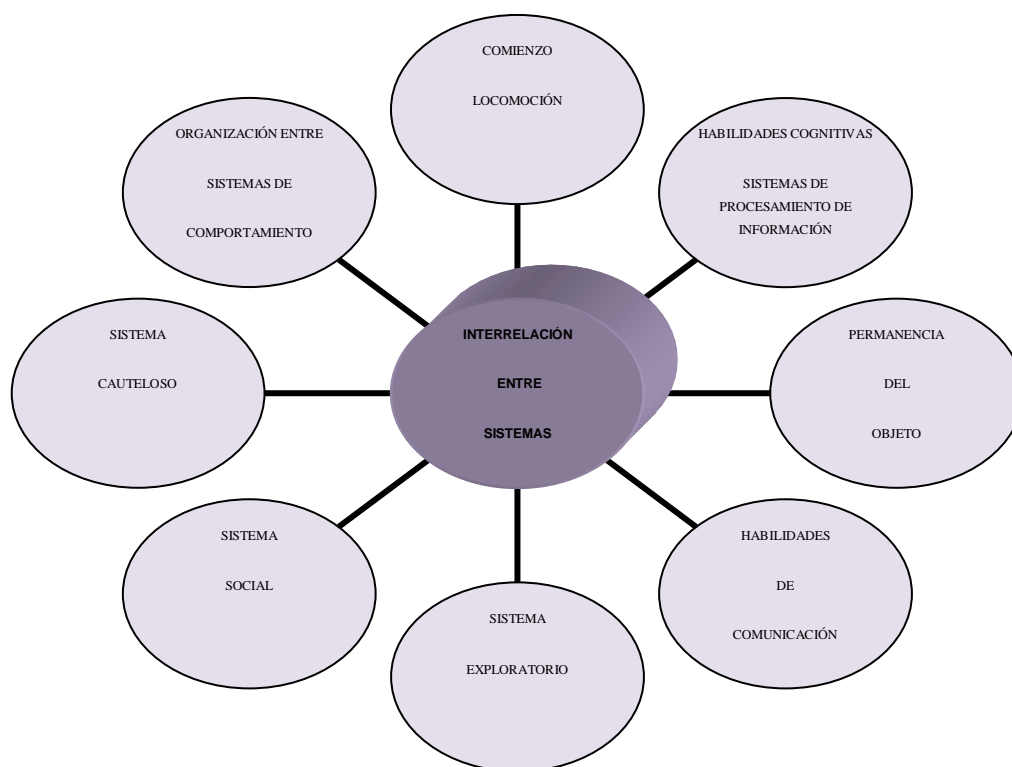 COMIENZO
LOCOMOCIÓN
HABILIDADES COGNITIVAS
SISTEMAS DE
PROCESAMIENTO DE
INFORMACIÓN
PERMANENCIA
DEL
OBJETO
HABILIDADES
DE
COMUNICACIÓN
SISTEMA
EXPLORATORIO
SISTEMA
SOCIAL
SISTEMA
CAUTELOSO
ORGANIZACIÓN ENTRE
SISTEMAS DE
COMPORTAMIENTO
INTERRELACIÓN
ENTRE
SISTEMAS